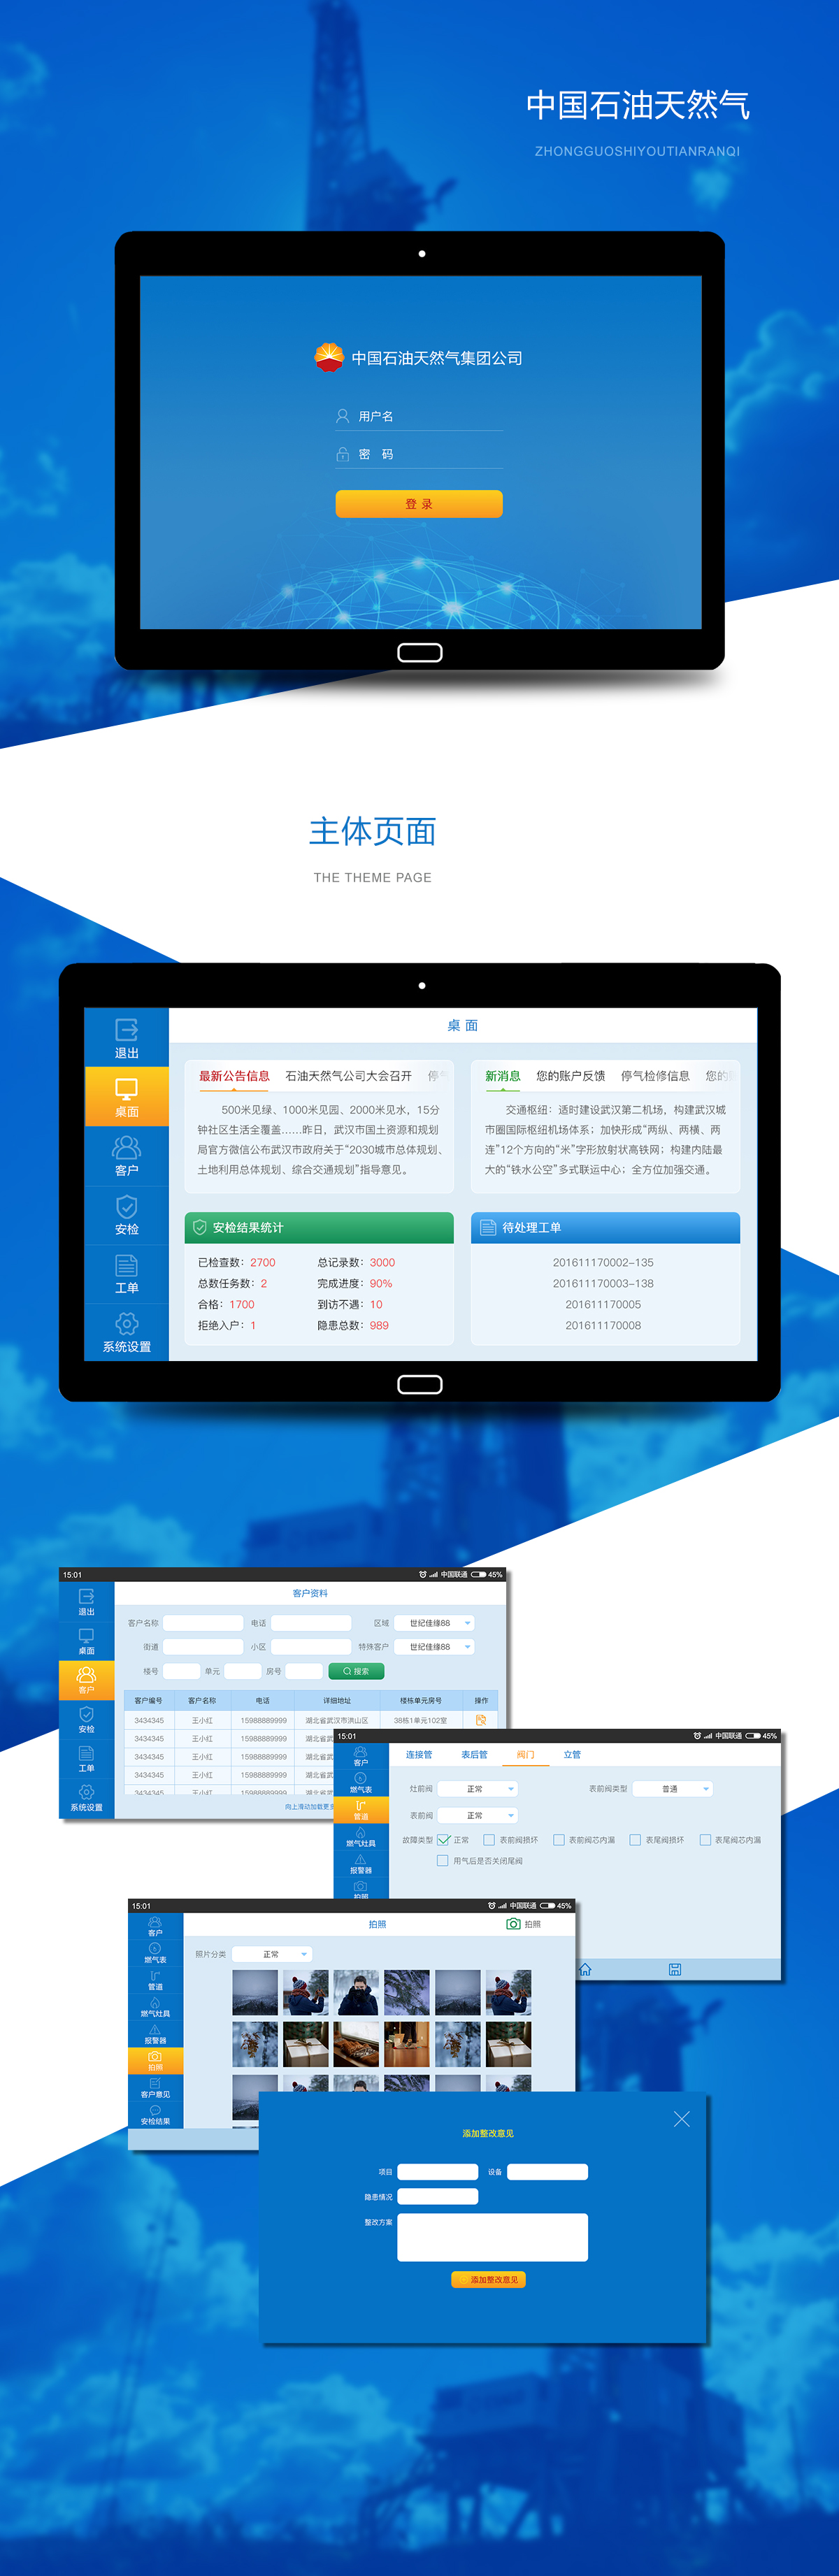 中国石油天然气
ZHONGGUOSHIYOUTIANRANQI
中国石油天然气集团公司
用户名
密 码
登 录
主体页面
THE THEME PAGE
退出
桌面
客户
安检
工单
系统设置
桌 面
最新公告信息 石油天然气公司大会召开 停
500米见绿、1000米见园、2000米见水，15分
钟社区生活全覆盖……昨日，武汉市国土资源和规划
局官方微信公布武汉市政府关于“2030城市总体规划、
土地利用总体规划、综合交通规划”指导意见。
新消息 您的账户反馈 停气检修信息 您的
交通枢纽：适时建设武汉第二机场，构建武汉城
市圈国际枢纽机场体系；加快形成“两纵、两横、两
连”12个方向的“米”字形放射状高铁网；构建内陆最
大的“铁水公空”多式联运中心；全方位加强交通。
安检结果统计
已检查数：2700 总记录数：3000
总数任务数：2 完成进度：90%
合格：1700 到访不遇：10
拒绝入户：1 隐患总数：989
待处理工单
201611170002-135
201611170003-138
201611170005
201611170008
15:01 中国联通 45%
退出
桌面
客户
安检
工单
系统设置
客户资料
客户名称 电话 区域 世纪佳缘88
街道 小区 特殊客户 世纪佳缘88
楼号 单元 房号 搜索
客户编号 客户名称 电话 详细地址 楼栋单元房号 操作
3434345 王小红 15988889999 湖北省武汉市洪山区 38栋1单元102室
3434345 王小红 15988889999 湖北省武
3434345 王小红 15988889999 湖北省武
3434345 王小红 15988889999 湖北省武
3434345 王小红 15988889999 湖北省武
向上滑动加载更多
15:01 中国联通 45%
客户
燃气表
管道
燃气灶具
报警器
拍照
连接管 表后管 阀门 立管
灶前阀 正常 表前阀类型 普通
表前阀 正常
故障类型 正常 表前阀损坏 表前阀芯内漏 表尾阀损坏 表尾阀芯内漏
用气后是否关闭尾阀
15:01 中国联通 45%
客户
燃气表
管道
燃气灶具
报警器
拍照
客户意见
安检结果
拍照 拍照
照片分类 正常
添加整改意见
项目 设备
隐患情况
整改方案
添加整改意见